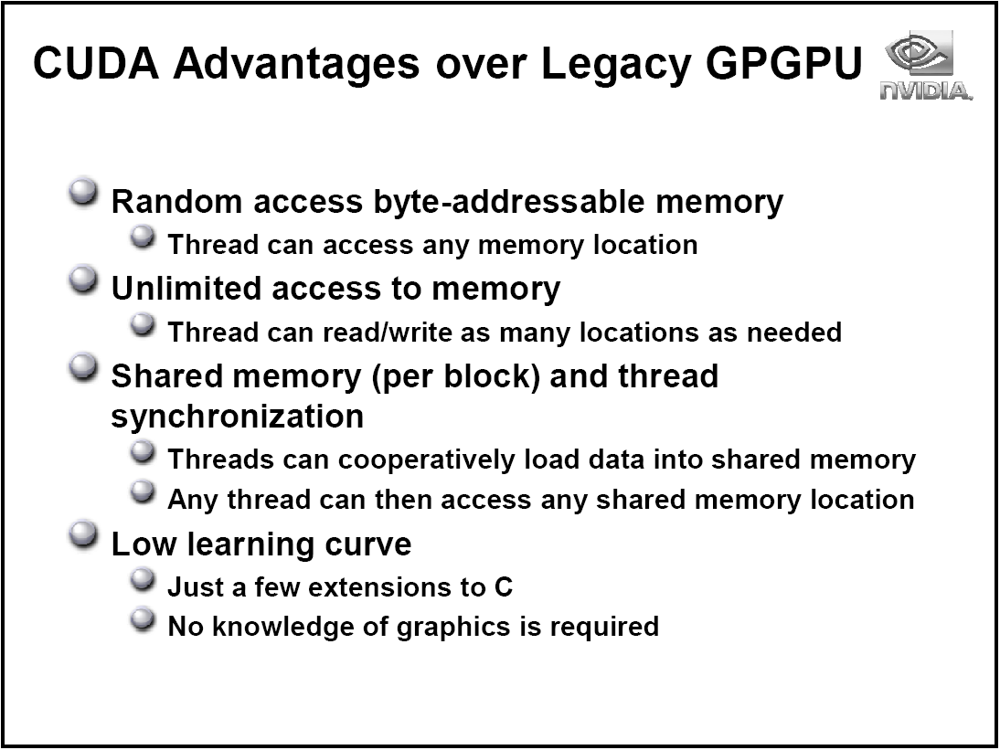 CUDA Advantages over Legacy GPGPU
NVIDIA.
Random access byte-addressable memory
Thread can access any memory location
Unlimited access to memory
Thread can read/write as many locations as needed
Shared memory (per block) and thread
synchronization
Threads can cooperatively load data into shared memory
Any thread can then access any shared memory location
Low learning curve
Just a few extensions to C
No knowledge of graphics is required